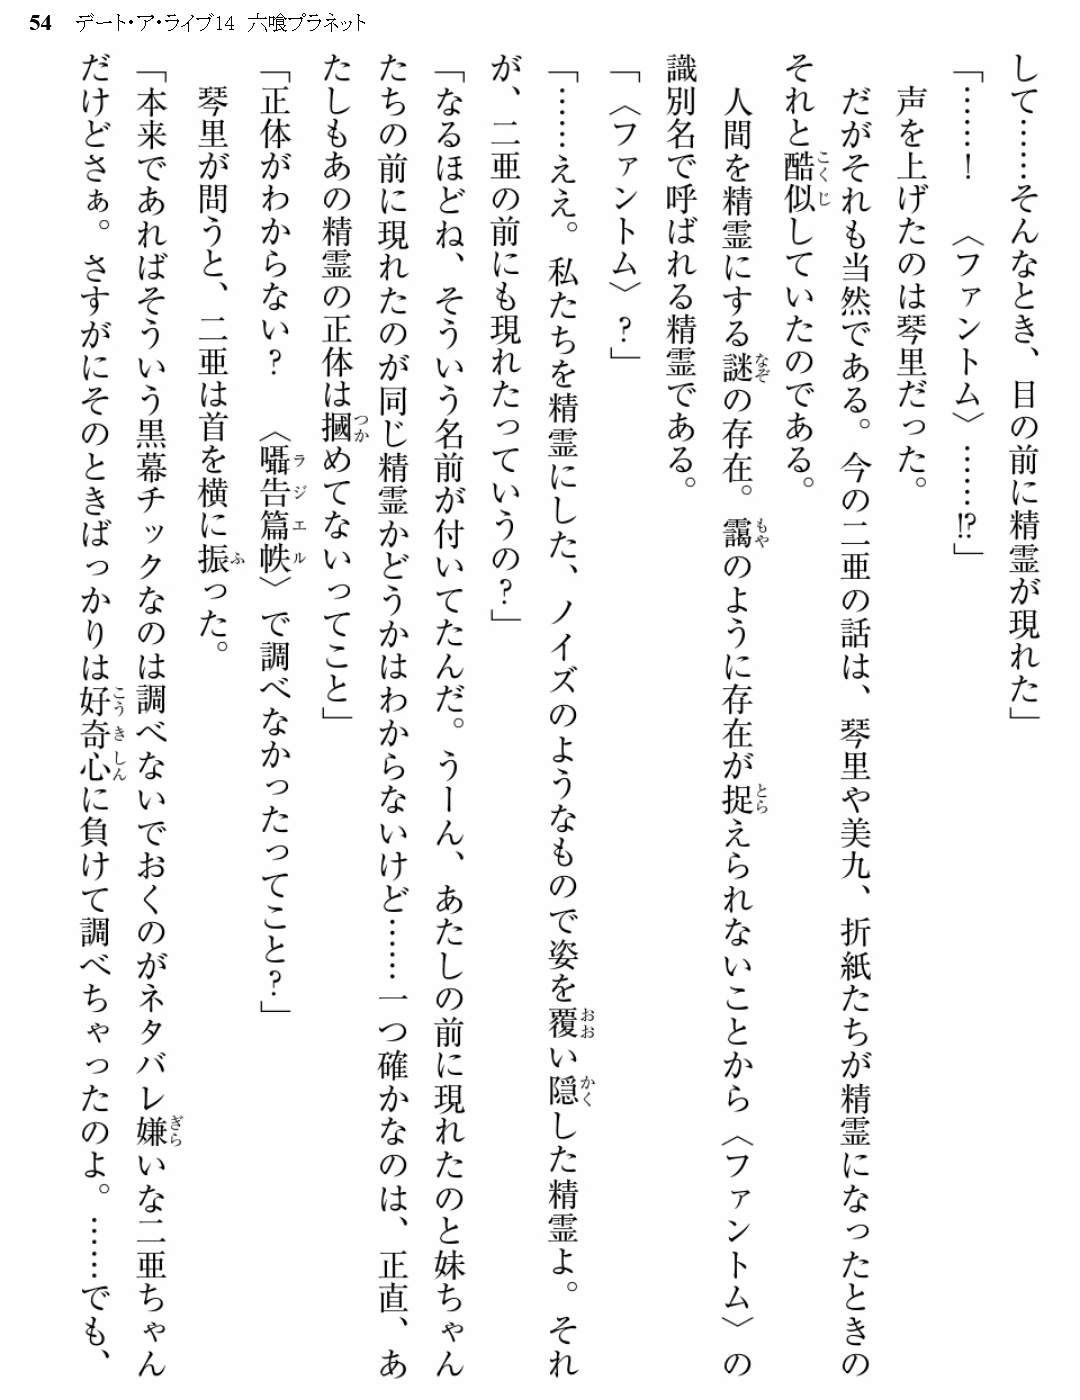 54 デート・ア・ライブ14 六喰プラネット
して……そんなとき、目の前に精霊が現れた」
「……！ 〈ファントム〉……!?」
声を上げたのは琴里だった。
だがそれも当然である。今の二亜の話は、琴里や美九、折紙たちが精霊になったときの
それと酷似していたのである。
人間を精霊にする謎の存在。靄のように存在が捉えられないことから〈ファントム〉の
識別名で呼ばれる精霊である。
「〈ファントム〉？」
「……ええ。私たちを精霊にした、ノイズのようなもので姿を覆い隠した精霊よ。それ
が、二亜の前にも現れたっていうの？」
「なるほどね、そういう名前が付いてたんだ。うーん、あたしの前に現れたのと妹ちゃん
たちの前に現れたのが同じ精霊かどうかはわからないけど……一つ確かなのは、正直、あ
たしもあの精霊の正体は摑めてないってこと」
「正体がわからない？ 〈囁告篇帙〉で調べなかったってこと？」
琴里が問うと、二亜は首を横に振った。
「本来であればそういう黒幕チックなのは調べないでおくのがネタバレ嫌いな二亜ちゃん
だけどさぁ。さすがにそのときばっかりは好奇心に負けて調べちゃったのよ。……でも、